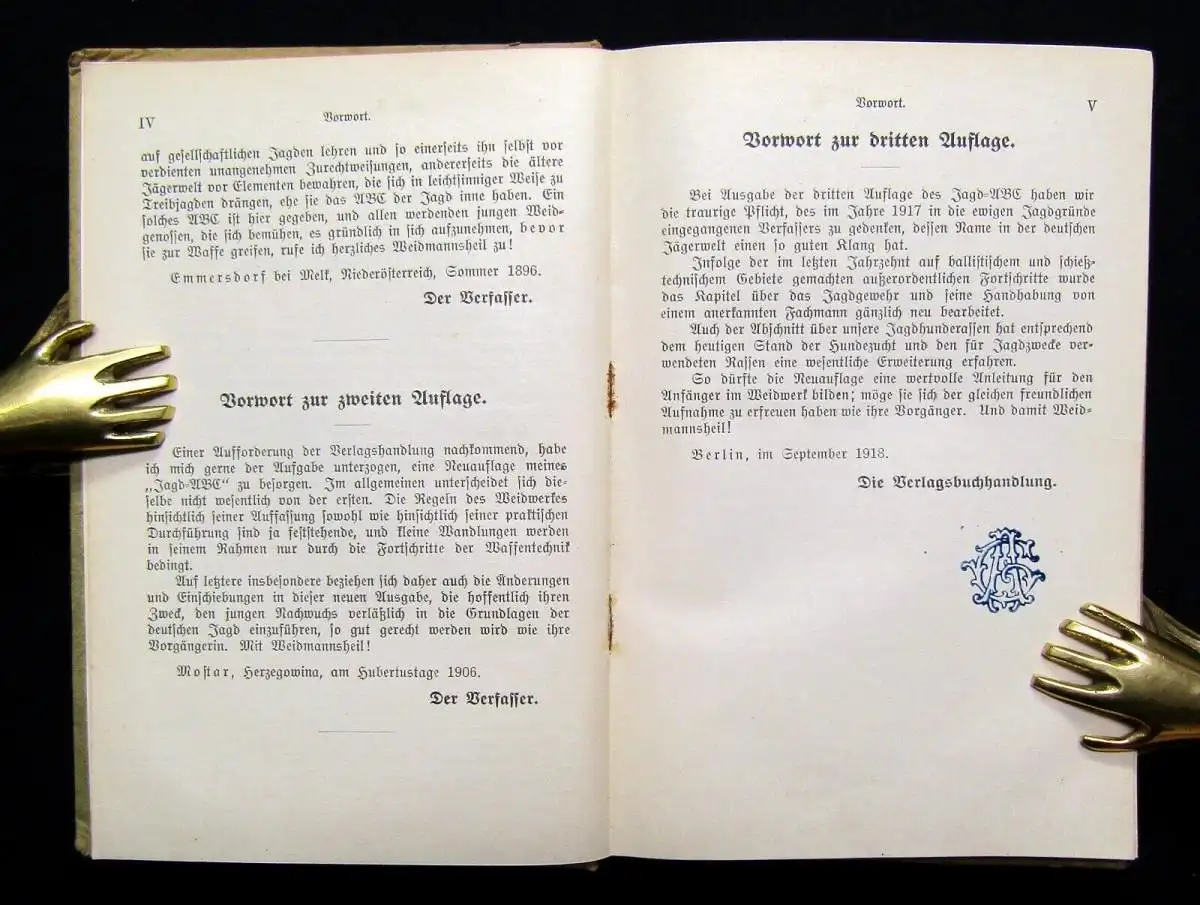 IV
Vorwort.
auf gesellschaftlichen Jagden lehren und so einerseits ihn selbst vor
verdienten unangenehmen Zurechtweisungen, andererseits die ältere
Jägerwelt vor Elementen bewahren, die sich in leichtsinniger Weise zu
Treibjagden drängen, ehe sie das ABC der Jagd inne haben. Ein
solches ABC ist hier gegeben, und allen werdenden jungen Weid-
genossen, die sich bemühen, es gründlich in sich aufzunehmen, bevor
sie zur Waffe greifen, rufe ich herzliches Weidmannsheil zu!
Emmersdorf bei Melk, Niederösterreich, Sommer 1896.
Der Verfasser.
Vorwort zur zweiten Auflage.
Einer Aufforderung der Verlagshandlung nachkommend, habe
ich mich gerne der Aufgabe unterzogen, eine Neuauflage meines
„Jagd-ABC“ zu besorgen. Im allgemeinen unterscheidet sich die-
selbe nicht wesentlich von der ersten. Die Regeln des Weidwerkes
hinsichtlich seiner Auffassung sowohl wie hinsichtlich seiner praktischen
Durchführung sind ja feststehende, und kleine Wandlungen werden
in seinem Rahmen nur durch die Fortschritte der Waffentechnik
bedingt.
Auf letztere insbesondere beziehen sich daher auch die Änderungen
und Einschiebungen in dieser neuen Ausgabe, die hoffentlich ihren
Zweck, den jungen Nachwuchs verläßlich in die Grundlagen der
deutschen Jagd einzuführen, so gut gerecht werden wird wie ihre
Vorgängerin. Mit Weidmannsheil!
Mostar, Herzegowina, am Hubertustage 1906.
Der Verfasser.
Vorwort.
V
Vorwort zur dritten Auflage.
Bei Ausgabe der dritten Auflage des Jagd-ABC haben wir
die traurige Pflicht, des im Jahre 1917 in die ewigen Jagdgründe
eingegangenen Verfassers zu gedenken, dessen Name in der deutschen
Jägerwelt einen so guten Klang hat.
Infolge der im letzten Jahrzehnt auf ballistischem und schieß-
technischem Gebiete gemachten außerordentlichen Fortschritte wurde
das Kapitel über das Jagdgewehr und seine Handhabung von
einem anerkannten Fachmann gänzlich neu bearbeitet.
Auch der Abschnitt über unsere Jagdhunderassen hat entsprechend
dem heutigen Stand der Hundezucht und den für Jagdzwecke ver-
wendeten Rassen eine wesentliche Erweiterung erfahren.
So dürfte die Neuauflage eine wertvolle Anleitung für den
Anfänger im Weidwerk bilden; möge sie sich der gleichen freundlichen
Aufnahme zu erfreuen haben wie ihre Vorgänger. Und damit Weid-
mannsheil!
Berlin, im September 1918.
Die Verlagsbuchhandlung.